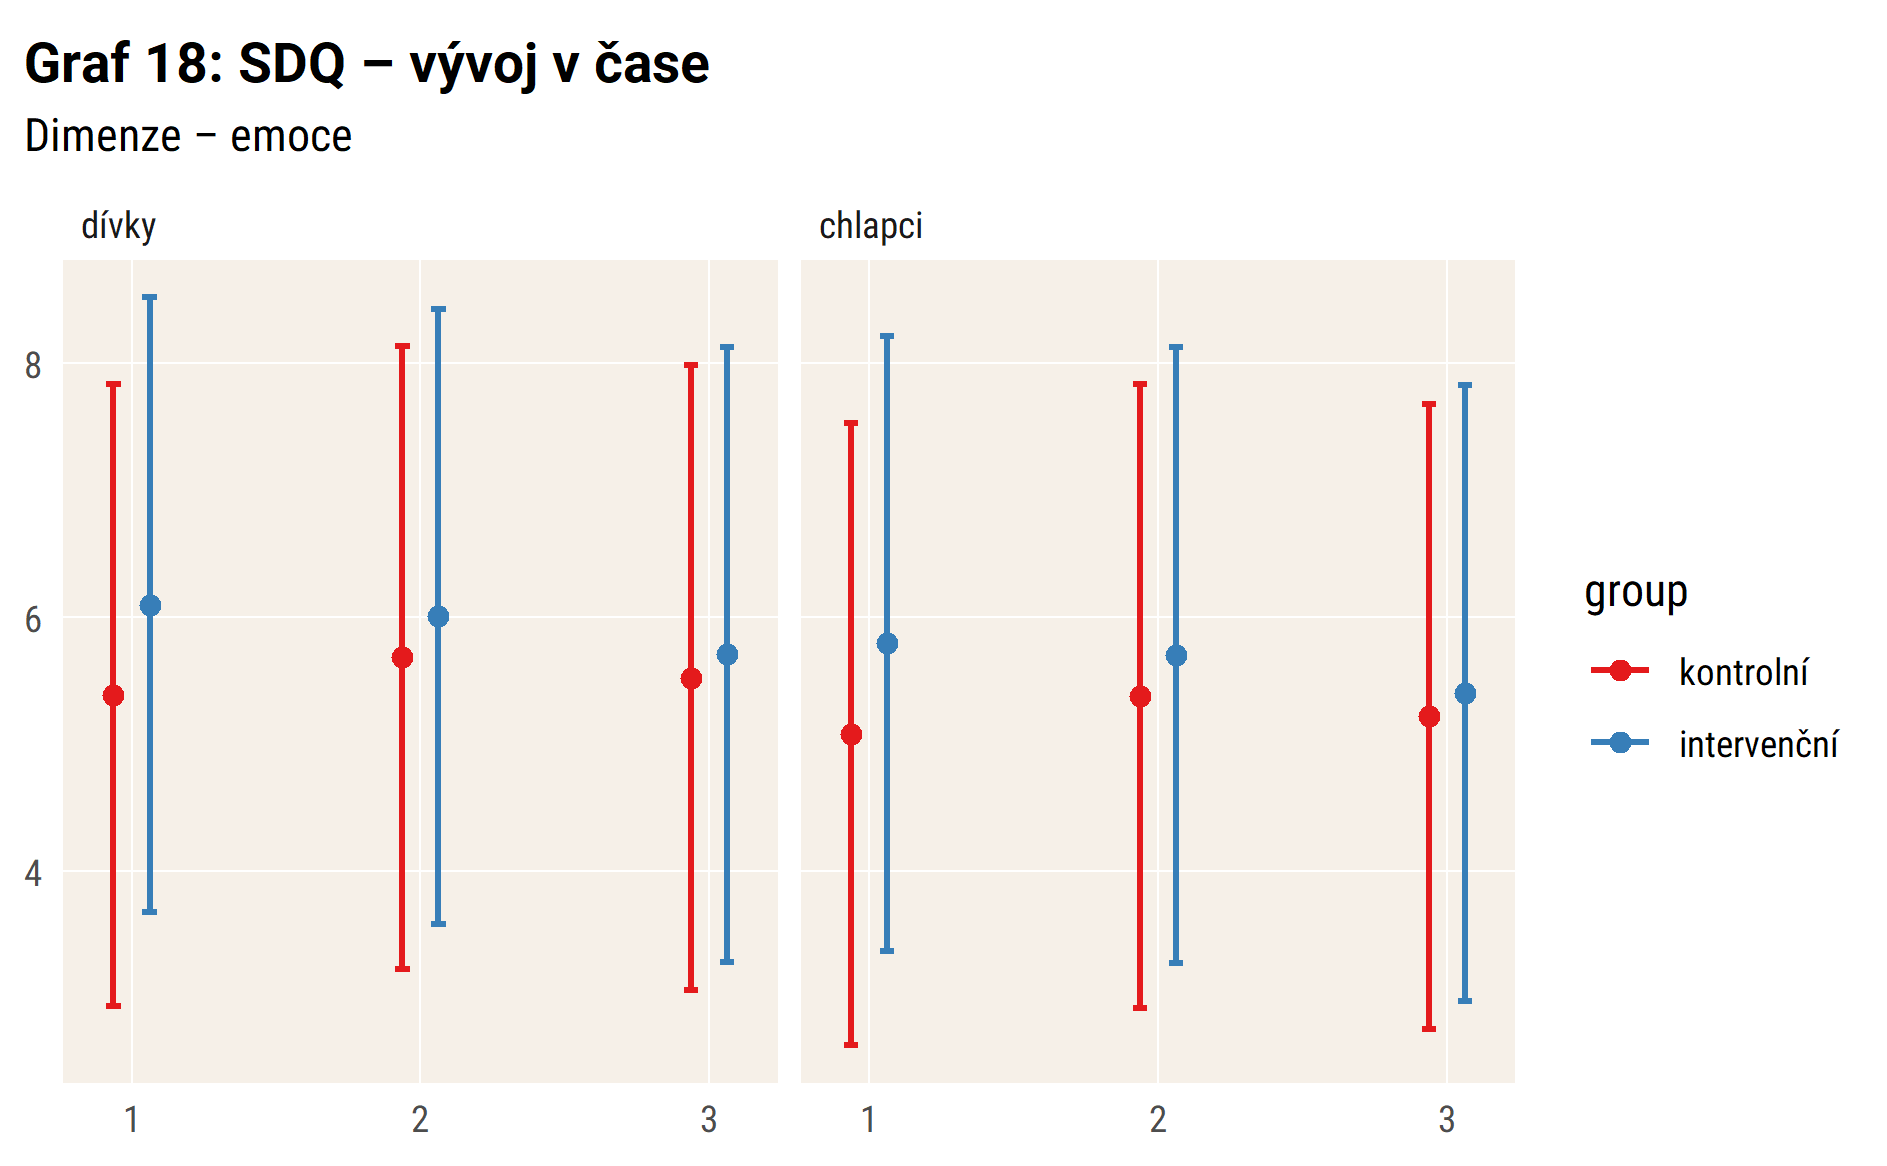 Graf 18: SDQ – vývoj v čase
Dimenze – emoce
dívky
chlapci
8
6
4
1
2
3
1
2
3
group
kontrolní
intervenční